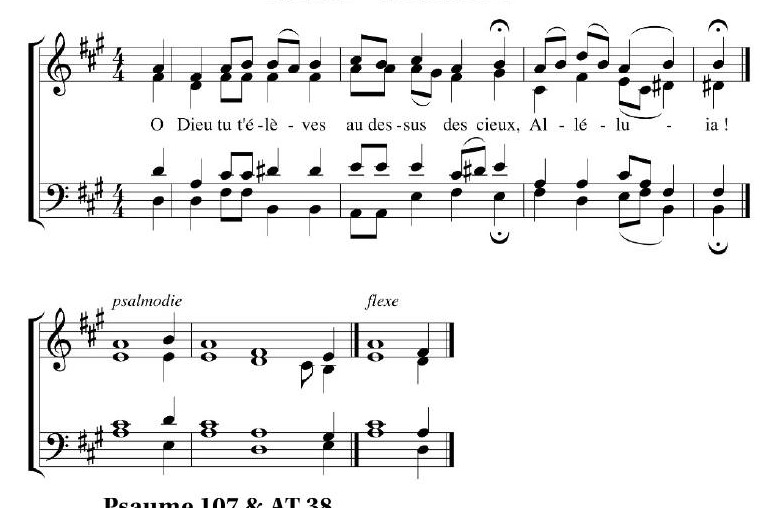 O Dieu tu t'é - lè - ves au des - sus des cieux, Al - lé - lu - ia !
psalmodie flexe
Psaume 107 & AT 38